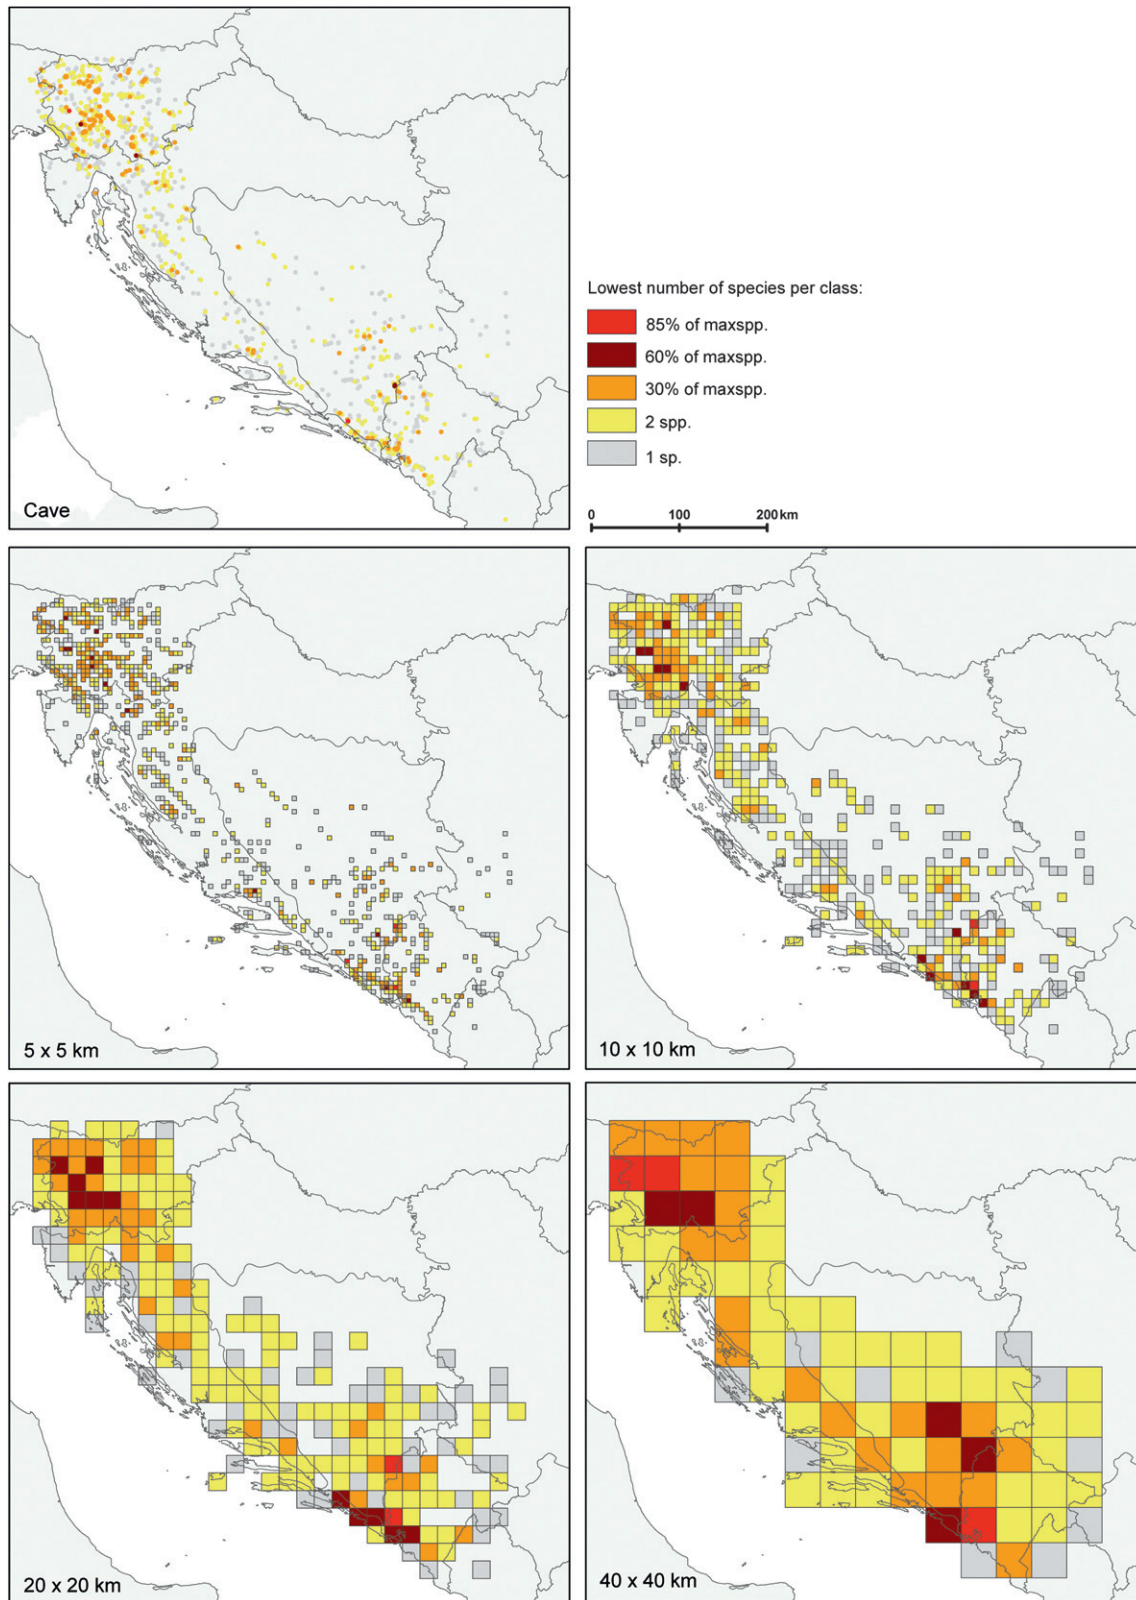 Cave
Lowest number of species per class:
85% of maxspp.
60% of maxspp.
30% of maxspp.
2 spp.
1 sp.
0 100 200 km
5 x 5 km
10 x 10 km
20 x 20 km
40 x 40 km